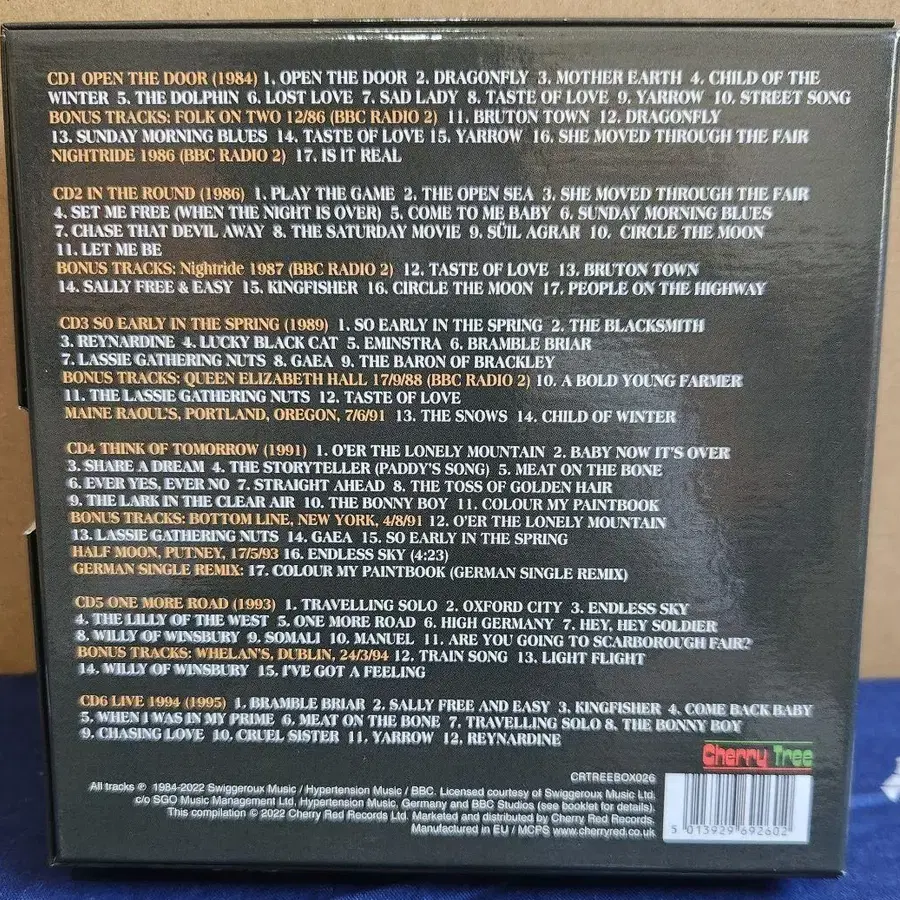 CD1 OPEN THE DOOR (1984) 1, OPEN THE DOOR 2. DRAGONFLY 3. MOTHER EARTH 4. CHILD OF THE
WINTER 5. THE DOLPHIN 6. LOST LOVE 7. SAD LADY 8. TASTE OF LOVE 9. YARROW 10. STREET SONG
BONUS TRACKS: FOLK ON TWO 12/86 (BBC RADIO 2) 11. BRUTON TOWN 12. DRAGONFLY
13. SUNDAY MORNING BLUES 14. TASTE OF LOVE 15. YARROW 16. SHE MOVED THROUGH THE FAIR
NIGHTRIDE 1986 (BBC RADIO 2) 17. IS IT REAL
CD2 IN THE ROUND (1986) 1. PLAY THE GAME 2. THE OPEN SEA 3. SHE MOVED THROUGH THE FAIR
4. SET ME FREE (WHEN THE NIGHT IS OVER) 5. COME TO ME BABY 6. SUNDAY MORNING BLUES
7. CHASE THAT DEVIL AWAY 8. THE SATURDAY MOVIE 9. SÜIL AGRAR 10. CIRCLE THE MOON
11. LET ME BE
BONUS TRACKS: Nightride 1987 (BBC RADIO 2) 12. TASTE OF LOVE 13. BRUTON TOWN
14. SALLY FREE & EASY 15. KINGFISHER 16. CIRCLE THE MOON 17. PEOPLE ON THE HIGHWAY
CD3 SO EARLY IN THE SPRING (1989) 1. SO EARLY IN THE SPRING 2. THE BLACKSMITH
3. REYNARDINE 4. LUCKY BLACK CAT 5. EMINSTRA 6. BRAMBLE BRIAR
7. LASSIE GATHERING NUTS 8. GAEA 9. THE BARON OF BRACKLEY
BONUS TRACKS: QUEEN ELIZABETH HALL 17/9/88 (BBC RADIO 2) 10. A BOLD YOUNG FARMER
11. THE LASSIE GATHERING NUTS 12. TASTE OF LOVE
MAINE RAOUL'S, PORTLAND, OREGON, 7/6/91 13. THE SNOWS 14. CHILD OF WINTER
CD4 THINK OF TOMORROW (1991) 1. O'ER THE LONELY MOUNTAIN 2. BABY NOW IT'S OVER
3. SHARE A DREAM 4. THE STORYTELLER (PADDY'S SONG) 5. MEAT ON THE BONE
6. EVER YES, EVER NO 7. STRAIGHT AHEAD 8. THE TOSS OF GOLDEN HAIR
9. THE LARK IN THE CLEAR AIR 10. THE BONNY BOY 11. COLOUR MY PAINTBOOK
BONUS TRACKS: BOTTOM LINE, NEW YORK, 4/8/91 12. O'ER THE LONELY MOUNTAIN
13. LASSIE GATHERING NUTS 14. GAEA 15. SO EARLY IN THE SPRING
HALF MOON, PUTNEY, 17/5/93 16. ENDLESS SKY (4:23)
GERMAN SINGLE REMIX: 17. COLOUR MY PAINTBOOK (GERMAN SINGLE REMIX)
CD5 ONE MORE ROAD (1993) 1. TRAVELLING SOLO 2. OXFORD CITY 3. ENDLESS SKY
4. THE LILLY OF THE WEST 5. ONE MORE ROAD 6. HIGH GERMANY 7. HEY, HEY SOLDIER
8. WILLY OF WINSBURY 9. SOMALI 10. MANUEL 11. ARE YOU GOING TO SCARBOROUGH FAIR?
BONUS TRACKS: WHELAN'S, DUBLIN, 24/3/94 12. TRAIN SONG 13. LIGHT FLIGHT
14. WILLY OF WINSBURY 15. I'VE GOT A FEELING
CD6 LIVE 1994 (1995) 1. BRAMBLE BRIAR 2. SALLY FREE AND EASY 3. KINGFISHER 4. COME BACK BABY
5. WHEN I WAS IN MY PRIME 6. MEAT ON THE BONE 7. TRAVELLING SOLO 8. THE BONNY BOY
9. CHASING LOVE 10. CRUEL SISTER 11. YARROW 12. REYNARDINE
Cherry Tree
CRTREEBOX026
All tracks ℗ 1984-2022 Swiggeroux Music / Hypertension Music / BBC. Licensed courtesy of Swiggeroux Music Ltd.
c/o SGO Music Management Ltd, Hypertension Music, Germany and BBC Studios (see booklet for details).
This compilation © 2022 Cherry Red Records Ltd. Marketed and distributed by Cherry Red Records.
Manufactured in EU / MCPS www.cherryred.co.uk
5 013929 692602